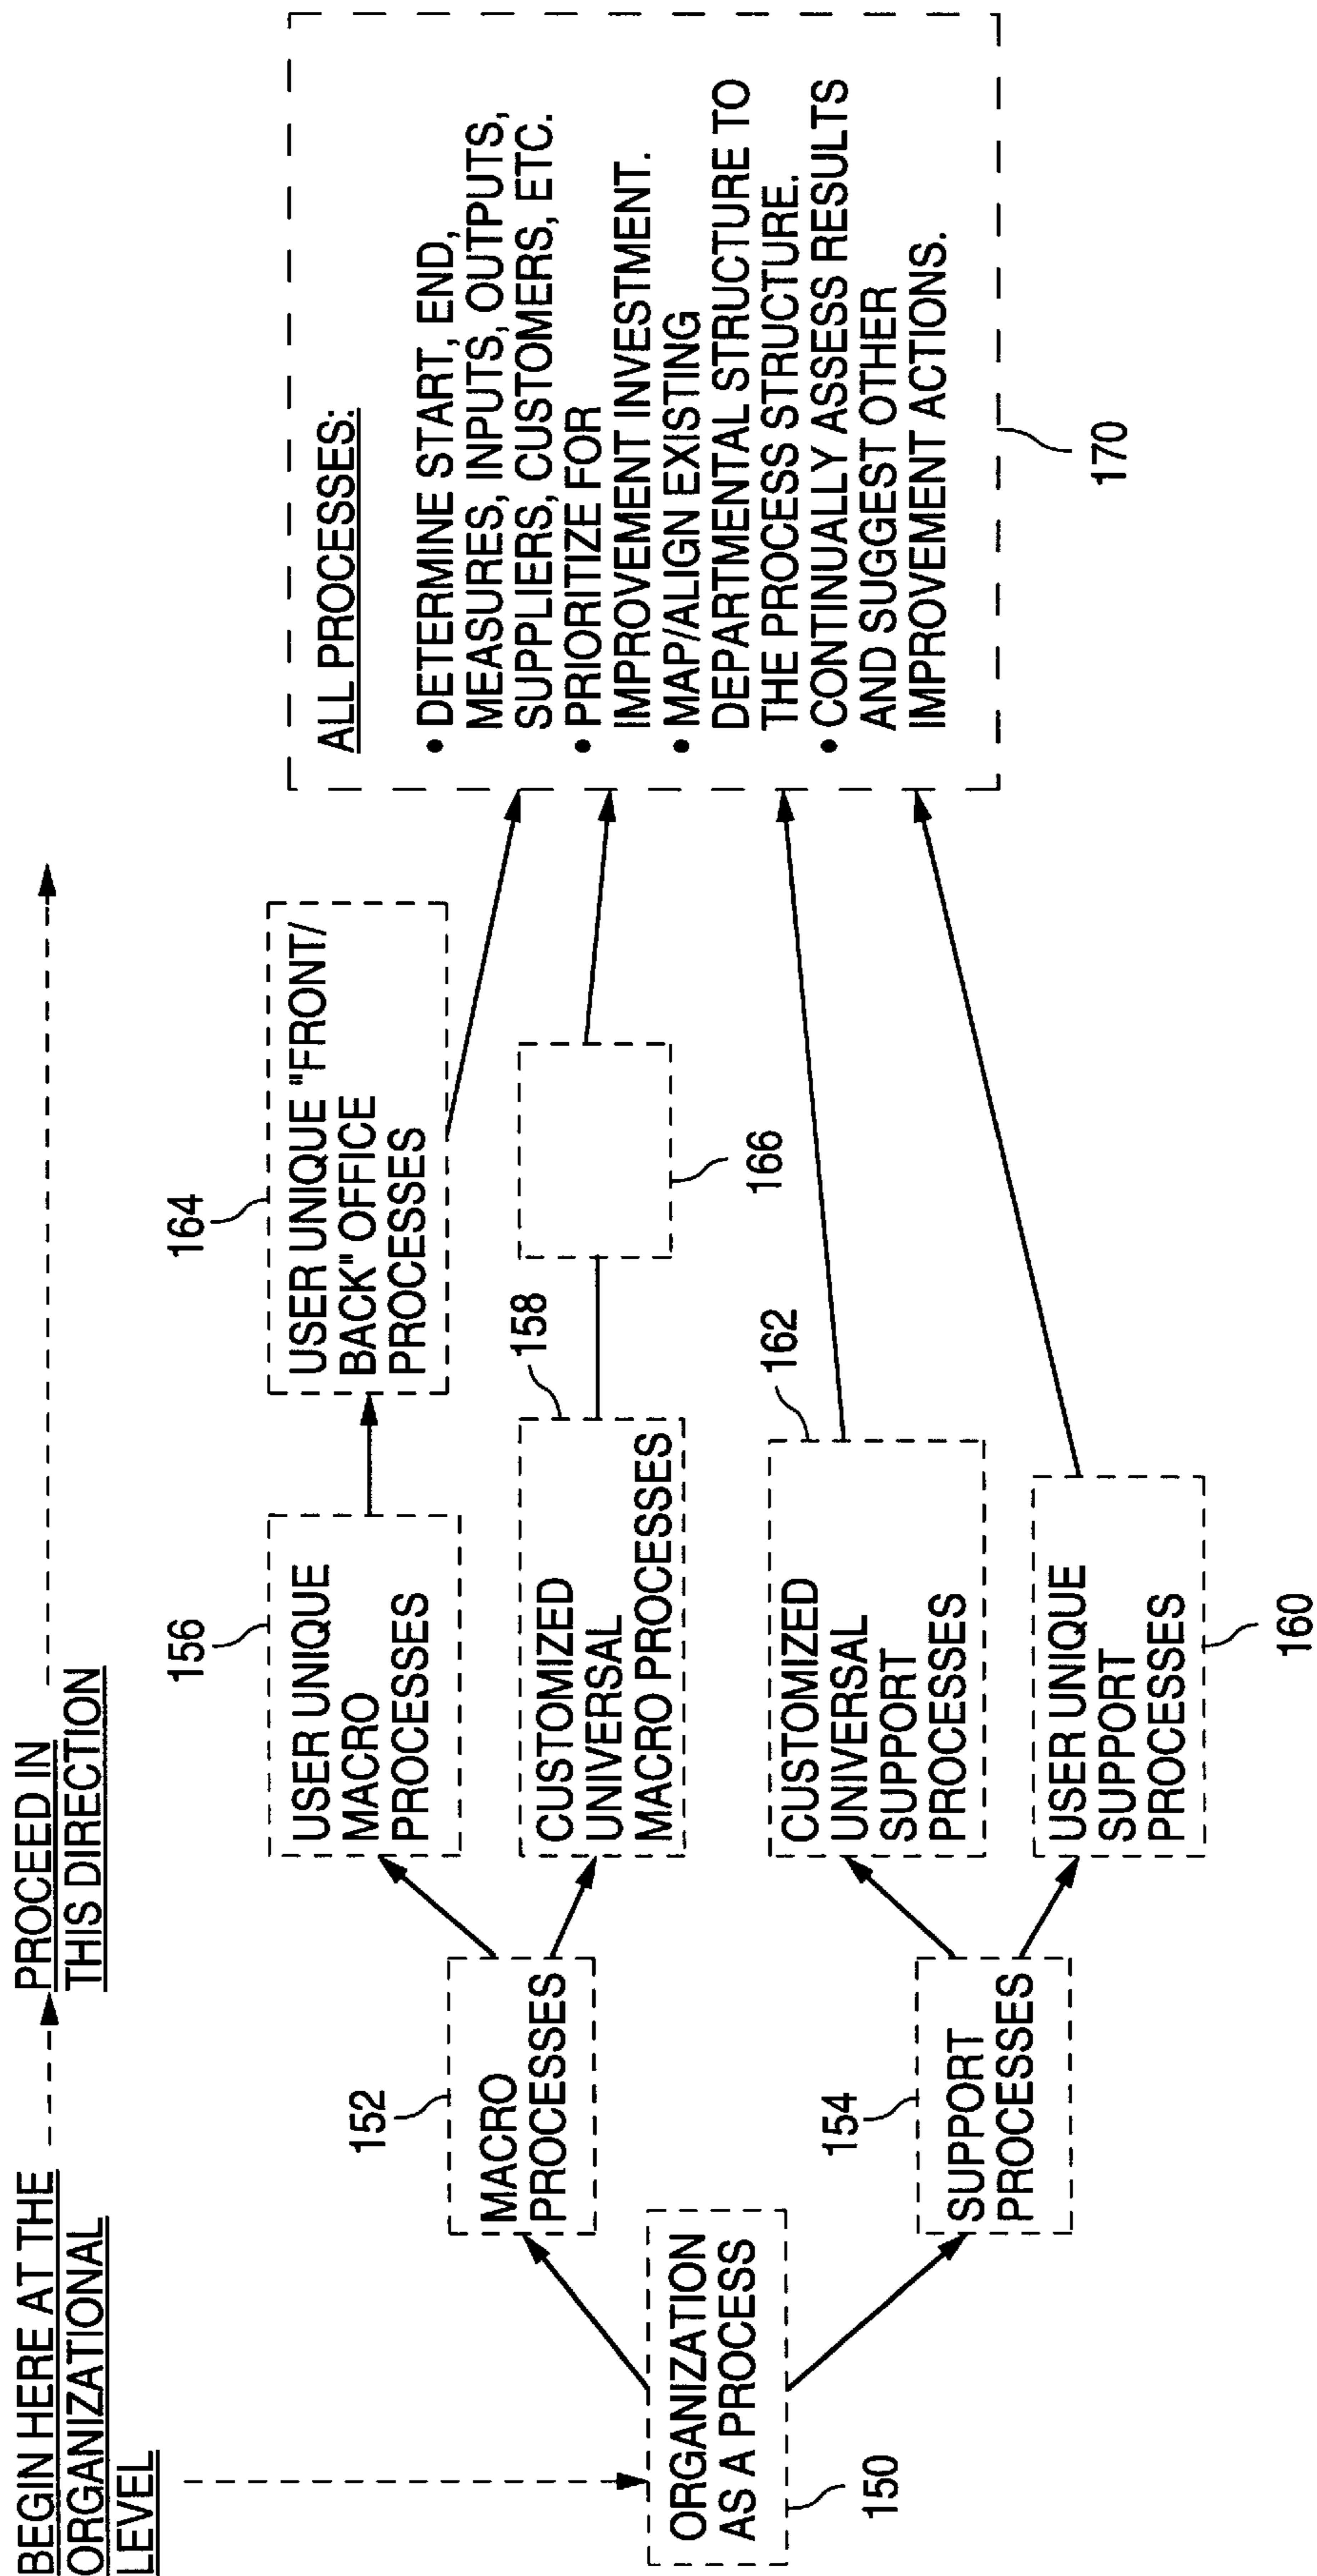 BEGIN HERE AT THE
ORGANIZATIONAL
LEVEL
PROCEED IN
THIS DIRECTION
ORGANIZATION
AS A PROCESS
150
152
MACRO
PROCESSES
154
SUPPORT
PROCESSES
156
USER UNIQUE
MACRO
PROCESSES
158
CUSTOMIZED
UNIVERSAL
MACRO PROCESSES
162
CUSTOMIZED
UNIVERSAL
SUPPORT
PROCESSES
USER UNIQUE
SUPPORT
PROCESSES
160
164
USER UNIQUE "FRONT/
BACK" OFFICE
PROCESSES
166
ALL PROCESSES:
• DETERMINE START, END,
MEASURES, INPUTS, OUTPUTS,
SUPPLIERS, CUSTOMERS, ETC.
• PRIORITIZE FOR
IMPROVEMENT INVESTMENT.
• MAP/ALIGN EXISTING
DEPARTMENTAL STRUCTURE TO
THE PROCESS STRUCTURE.
• CONTINUALLY ASSESS RESULTS
AND SUGGEST OTHER
IMPROVEMENT ACTIONS.
170